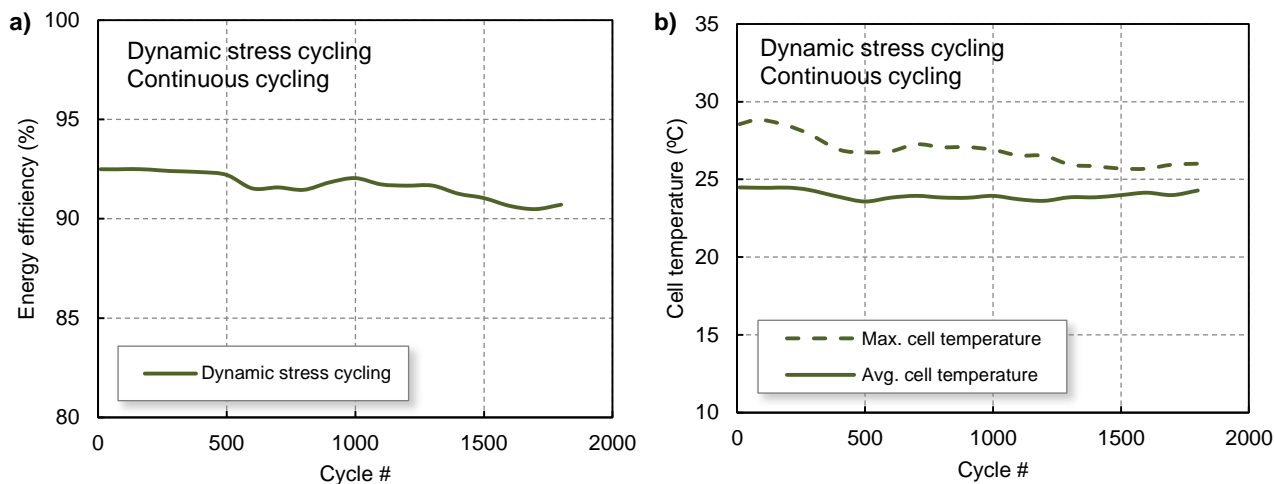 a)
Dynamic stress cycling
Continuous cycling
Energy efficiency (%)
100
95
90
85
80
Dynamic stress cycling
0 500 1000 1500 2000
Cycle #
b)
Dynamic stress cycling
Continuous cycling
Cell temperature (ºC)
35
30
25
20
15
10
Max. cell temperature
Avg. cell temperature
0 500 1000 1500 2000
Cycle #